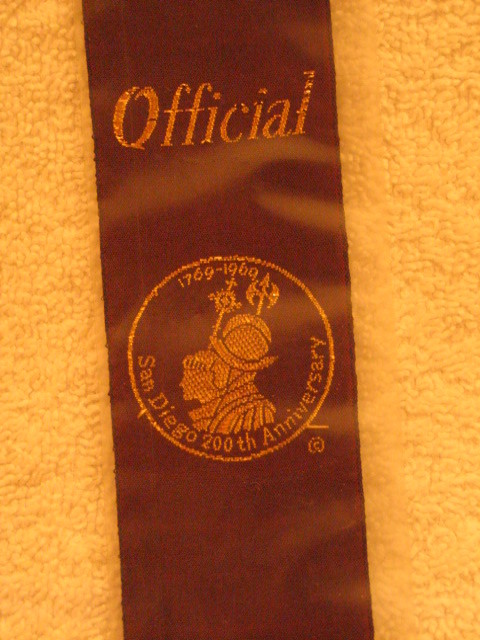 Official
1769-1969
San Diego 200th Anniversary
©